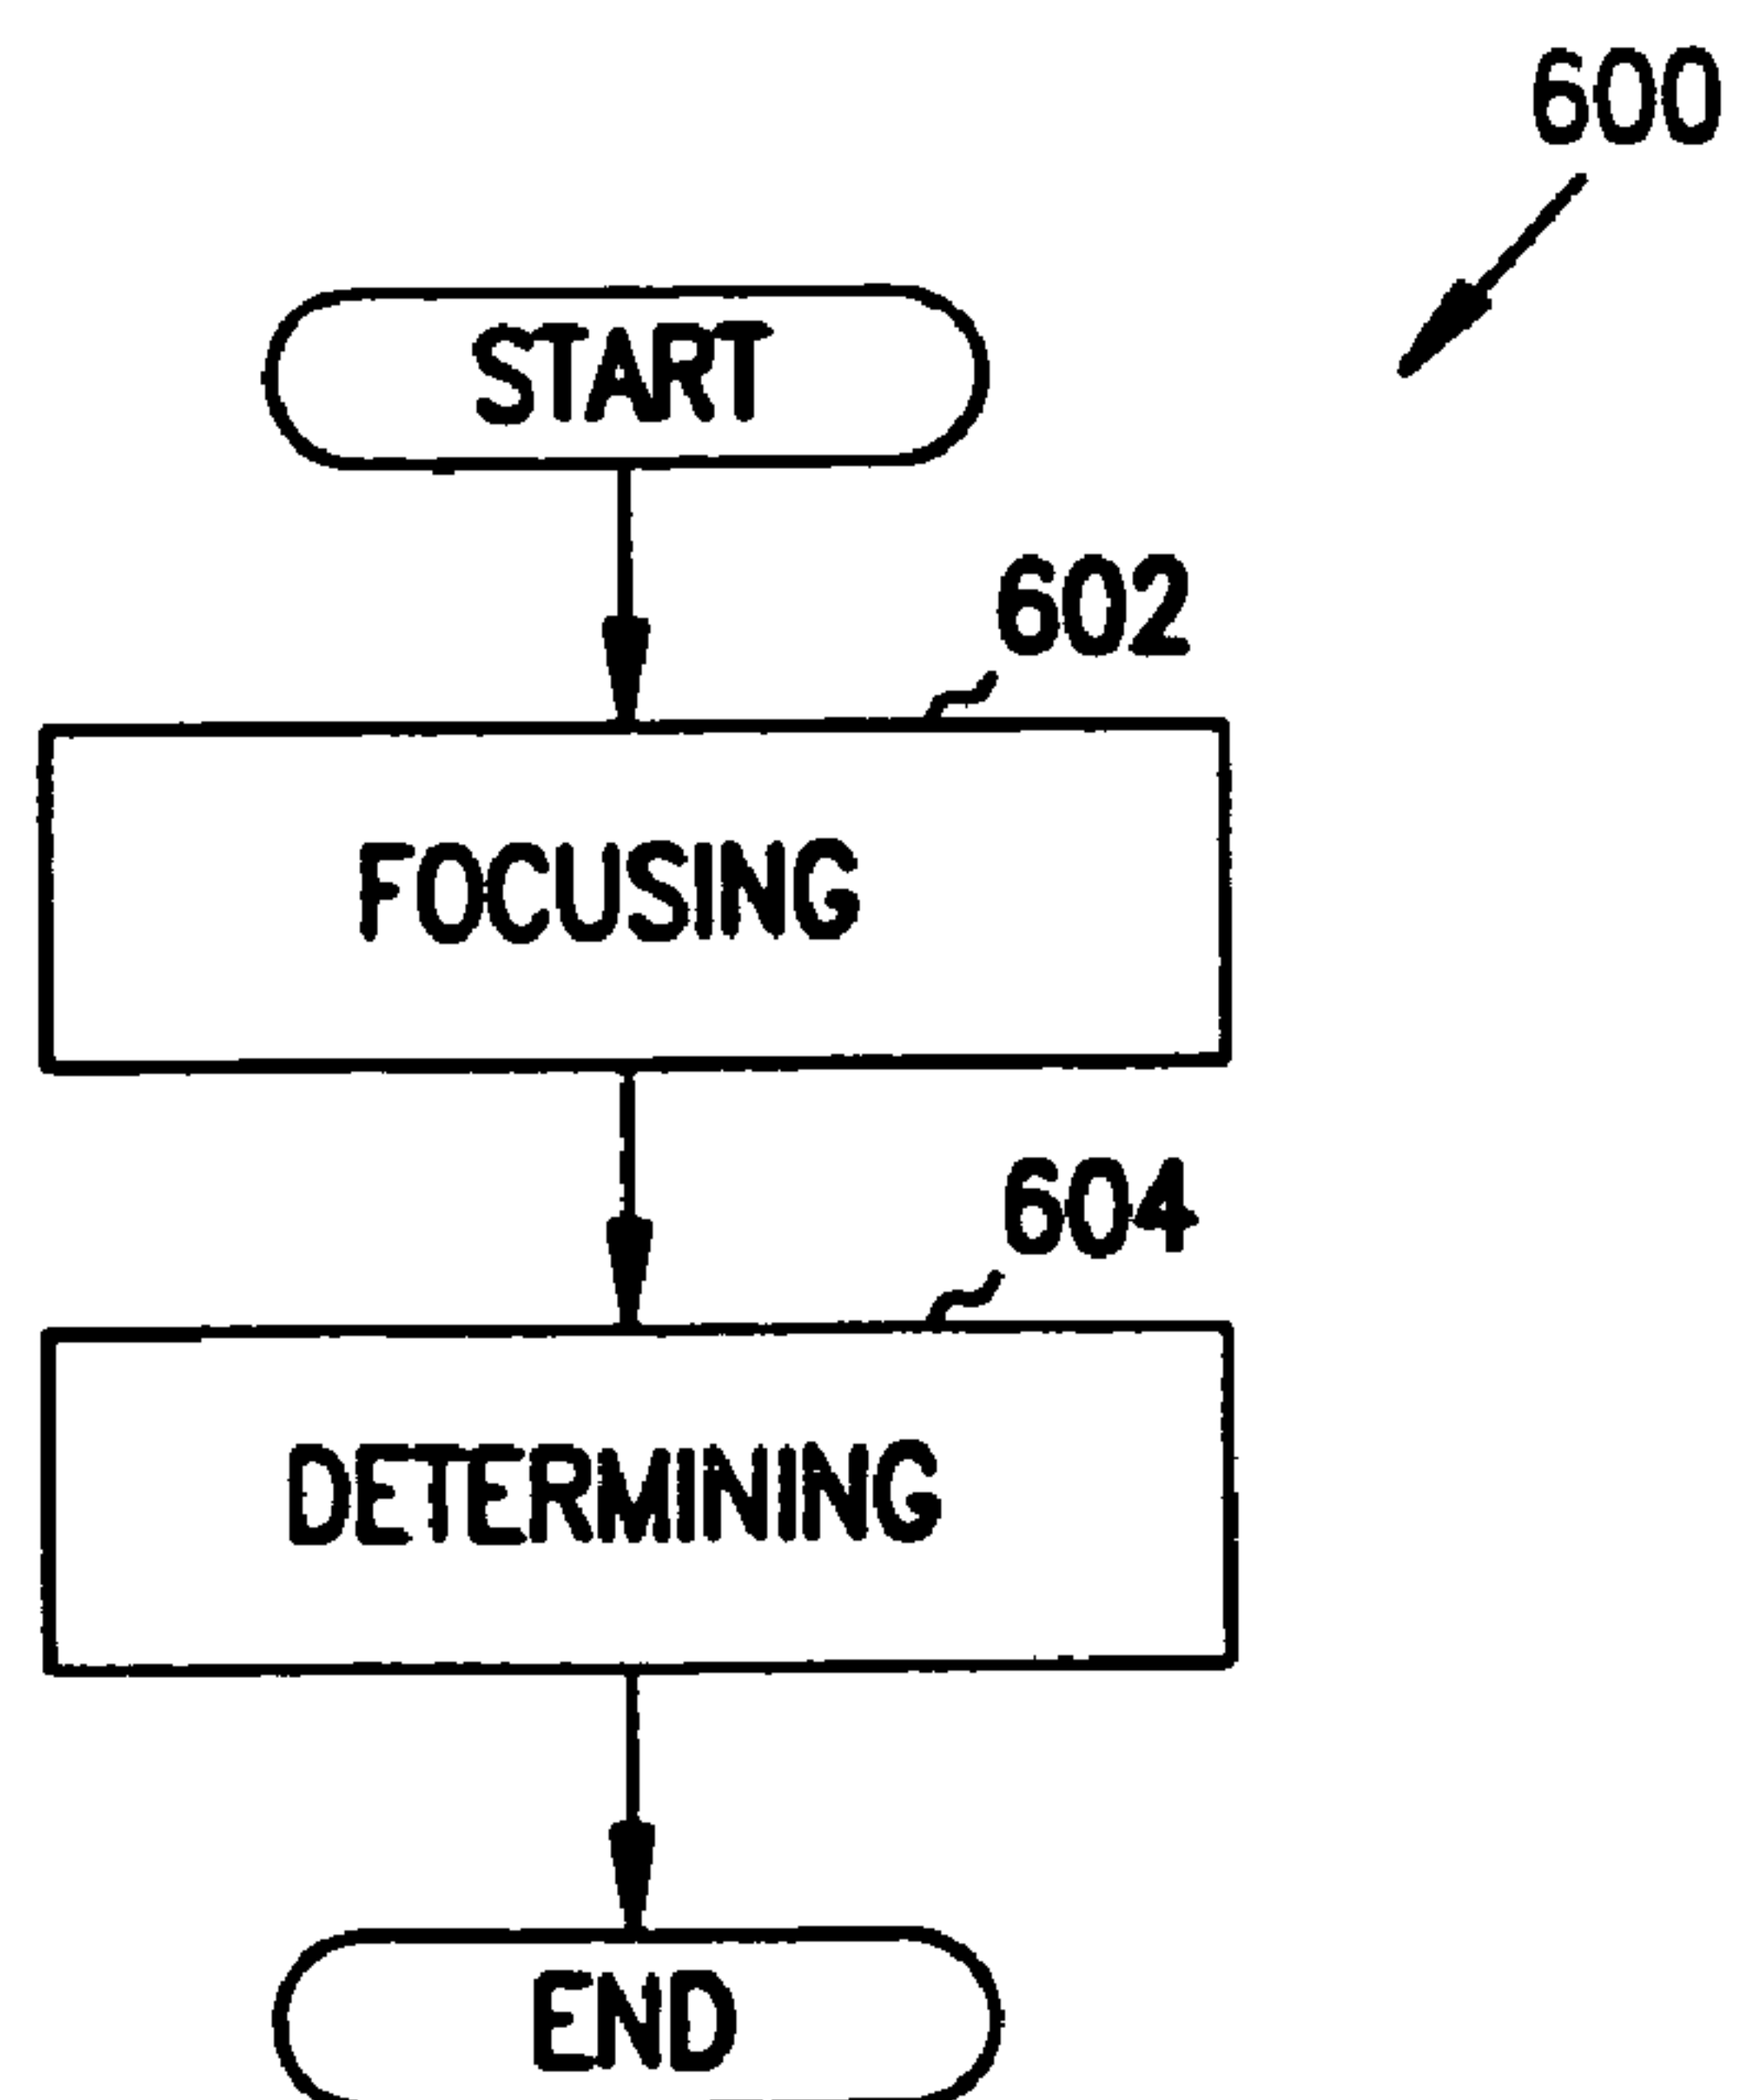 600
START
602
FOCUSING
604
DETERMINING
END